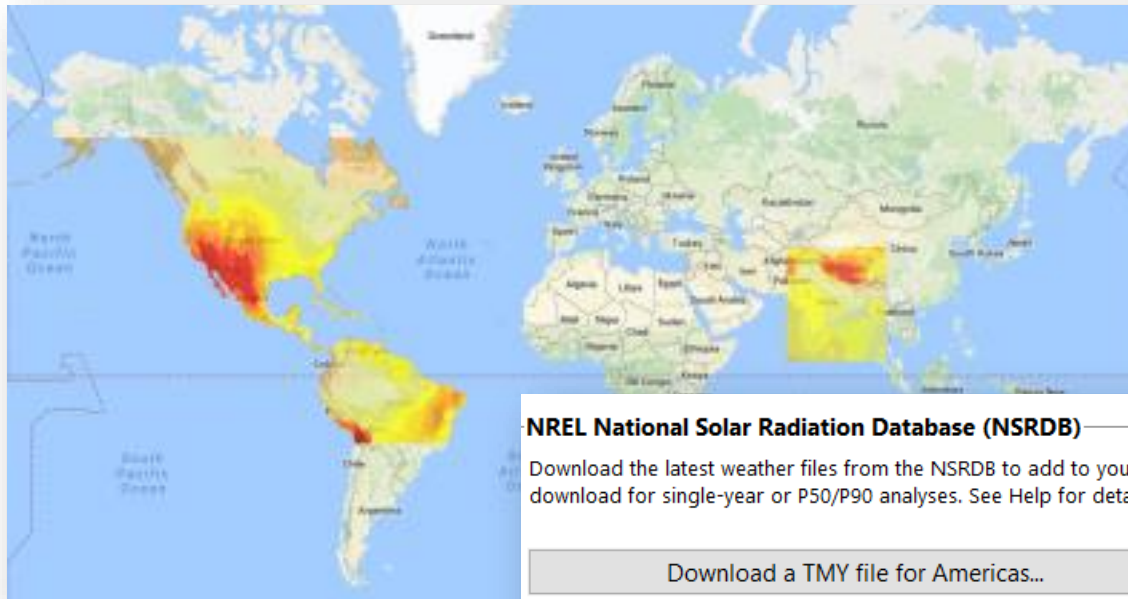 Greenland
Iceland
Finland
Sweden
Norway
Russia
United
Kingdom
Poland
Germany
Ukraine
France
Kazakhstan
Mongolia
Italy
Spain
Turkey
China
South Korea
Japan
North
Pacific
Ocean
North
Atlantic
Ocean
Iraq
Iran
Afghanistan
Algeria
Libya
Egypt
Saudi Arabia
Mali
Niger
Chad
Sudan
Nigeria
Ethiopia
DR Congo
Kenya
Thailand
South
Pacific
Ocean
Chile
Argentina
NREL National Solar Radiation Database (NSRDB)
Download the latest weather files from the NSRDB to add to you
download for single-year or P50/P90 analyses. See Help for deta
Download a TMY file for Americas...